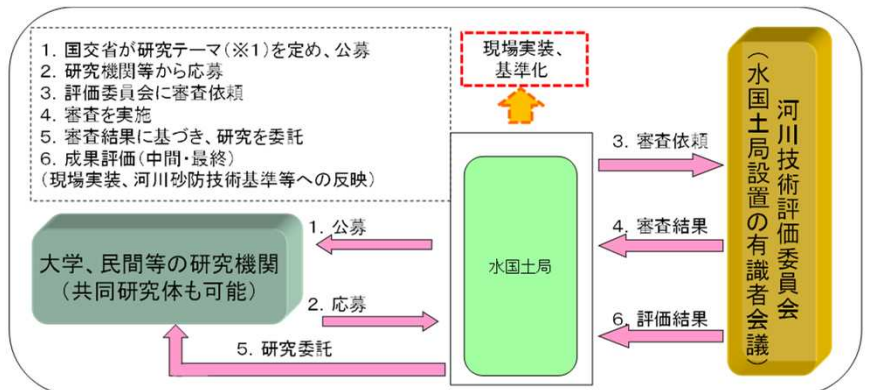 1. 国交省が研究テーマ(※1)を定め、公募
2. 研究機関等から応募
3. 評価委員会に審査依頼
4. 審査を実施
5. 審査結果に基づき、研究を委託
6. 成果評価(中間・最終)
(現場実装、河川砂防技術基準等への反映)
現場実装、
基準化
河川技術評価委員会
(水国土局設置の有識者会議)
3. 審査依頼
1. 公募
4. 審査結果
大学、民間等の研究機関
(共同研究体も可能)
水国土局
2. 応募
6. 評価結果
5. 研究委託